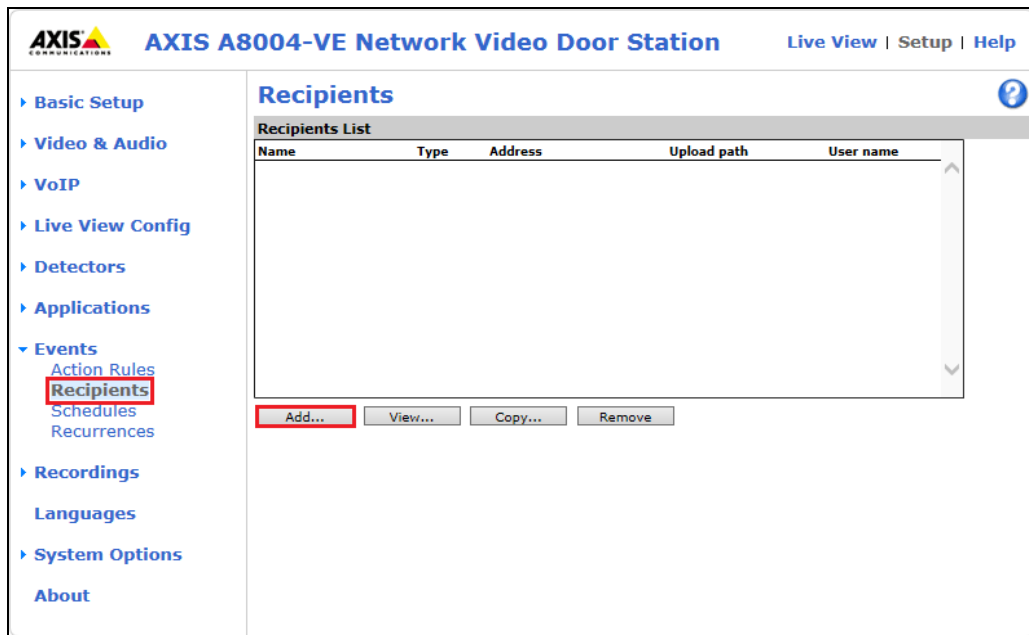 AXIS
COMMUNICATIONS
AXIS A8004-VE Network Video Door Station
Live View | Setup | Help
Basic Setup
Video & Audio
VoIP
Live View Config
Detectors
Applications
Events
Action Rules
Recipients
Schedules
Recurrences
Recordings
Languages
System Options
About
Recipients
?
Recipients List
Name Type Address Upload path User name
Add... View... Copy... Remove